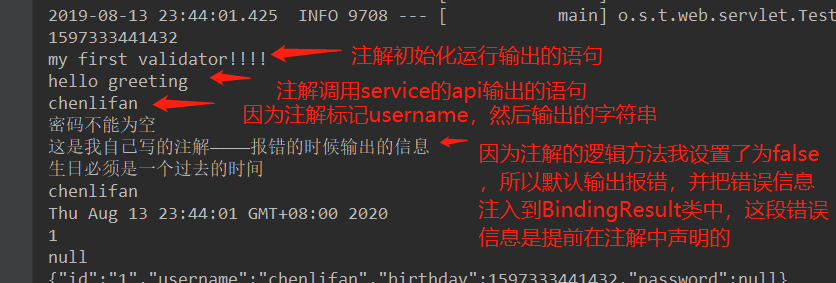 2019-08-13 23:44:01.425  INFO 9708 --- [           main] o.s.t.web.servlet.Test
1597333441432
my first validator!!!!
注解初始化运行输出的语句
hello greeting
注解调用service的api输出的语句
chenlifan
因为注解标记username，然后输出的字符串
密码不能为空
这是我自己写的注解————报错的时候输出的信息
因为注解的逻辑方法我设置了为false
，所以默认输出报错，并把错误信息
注入到BindingResult类中，这段错误
信息是提前在注解中声明的
生日必须是一个过去的时间
chenlifan
Thu Aug 13 23:44:01 GMT+08:00 2020
1
null
{"id":"1","username":"chenlifan","birthday":1597333441432,"password":null}